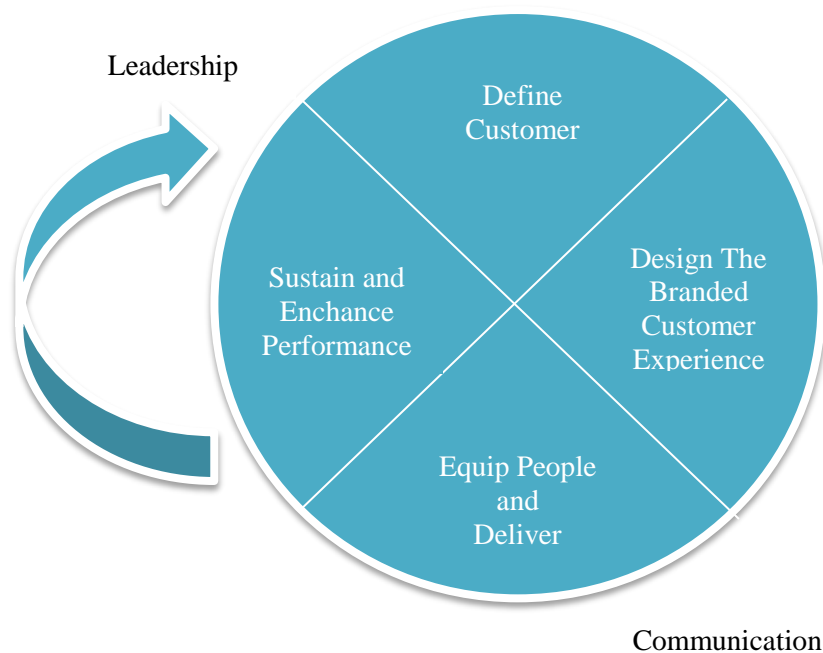 Leadership
Define
Customer
Sustain and
Enchance
Performance
Design The
Branded
Customer
Experience
Equip People
and
Deliver
Communication